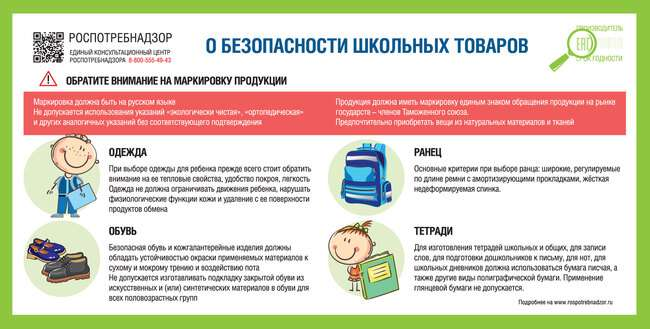 РОСПОТРЕБНАДЗОР
ЕДИНЫЙ КОНСУЛЬТАЦИОННЫЙ ЦЕНТР
РОСПОТРЕБНАДЗОРА 8-800-555-49-43
О БЕЗОПАСНОСТИ ШКОЛЬНЫХ ТОВАРОВ
EAC
ГОДНОСТИ
ОБРАТИТЕ ВНИМАНИЕ НА МАРКИРОВКУ ПРОДУКЦИИ
Маркировка должна быть на русском языке
Не допускается использования указаний «экологически чистая», «ортопедическая»
и других аналогичных указаний без соответствующего подтверждения
Продукция должна иметь маркировку единым знаком обращения продукции на рынке
государств – членов Таможенного союза.
Предпочтительно приобретать вещи из натуральных материалов и тканей
ОДЕЖДА
При выборе одежды для ребенка прежде всего стоит обратить
внимание на ее тепловые свойства, удобство покроя, легкость
Одежда не должна ограничивать движения ребенка, нарушать
физиологические функции кожи и удаление с ее поверхности
продуктов обмена
РАНЕЦ
Основные критерии при выборе ранца: широкие, регулируемые
по длине ремни с амортизирующими прокладками, жёсткая
недеформируемая спинка.
ОБУВЬ
Безопасная обувь и кожгалантерейные изделия должны
обладать устойчивостью окраски применяемых материалов к
сухому и мокрому трению и воздействию пота
Не допускается изготавливать подкладку закрытой обуви из
искусственных и (или) синтетических материалов в обуви для
всех половозрастных групп
ТЕТРАДИ
Для изготовления тетрадей школьных и общих, для записи
слов, для подготовки дошкольников к письму, для нот, для
школьных дневников должна использоваться бумага писчая, а
также другие виды полиграфической бумаги. Применение
глянцевой бумаги не допускается.
Подробнее на www.rospotrebnadzor.ru